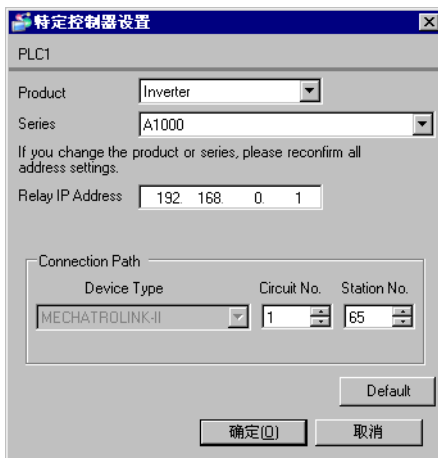 特定控制器设置
PLC1
Product Inverter
Series A1000
If you change the product or series, please reconfirm all
address settings.
Relay IP Address 192. 168. 0. 1
Connection Path
Device Type Circuit No. Station No.
MECHATROLINK-II 1 65
Default
确定(O) 取消